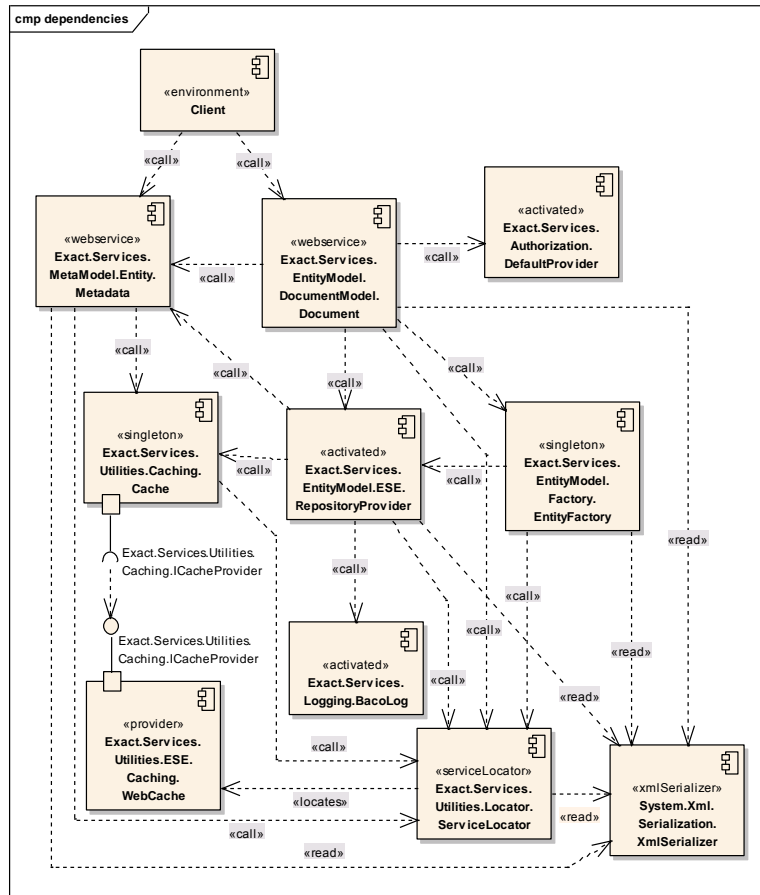 cmp dependencies
«environment»
Client
«call»
«call»
«activated»
Exact.Services.
Authorization.
DefaultProvider
«webservice»
Exact.Services.
MetaModel.Entity.
Metadata
«webservice»
Exact.Services.
EntityModel.
DocumentModel.
Document
«call»
«call»
«call»
«call»
«call»
«call»
«singleton»
Exact.Services.
Utilities.Caching.
Cache
«activated»
Exact.Services.
EntityModel.ESE.
RepositoryProvider
«singleton»
Exact.Services.
EntityModel.
Factory.
EntityFactory
«call»
«call»
«read»
Exact.Services.Utilities.
Caching.ICacheProvider
«call»
«call»
Exact.Services.Utilities.
Caching.ICacheProvider
«call»
«read»
«activated»
Exact.Services.
Logging.BacoLog
«call»
«read»
«provider»
Exact.Services.
Utilities.ESE.
Caching.
WebCache
«call»
«serviceLocator»
Exact.Services.
Utilities.Locator.
ServiceLocator
«xmlSerializer»
System.Xml.
Serialization.
XmlSerializer
«locates»
«read»
«call»
«read»